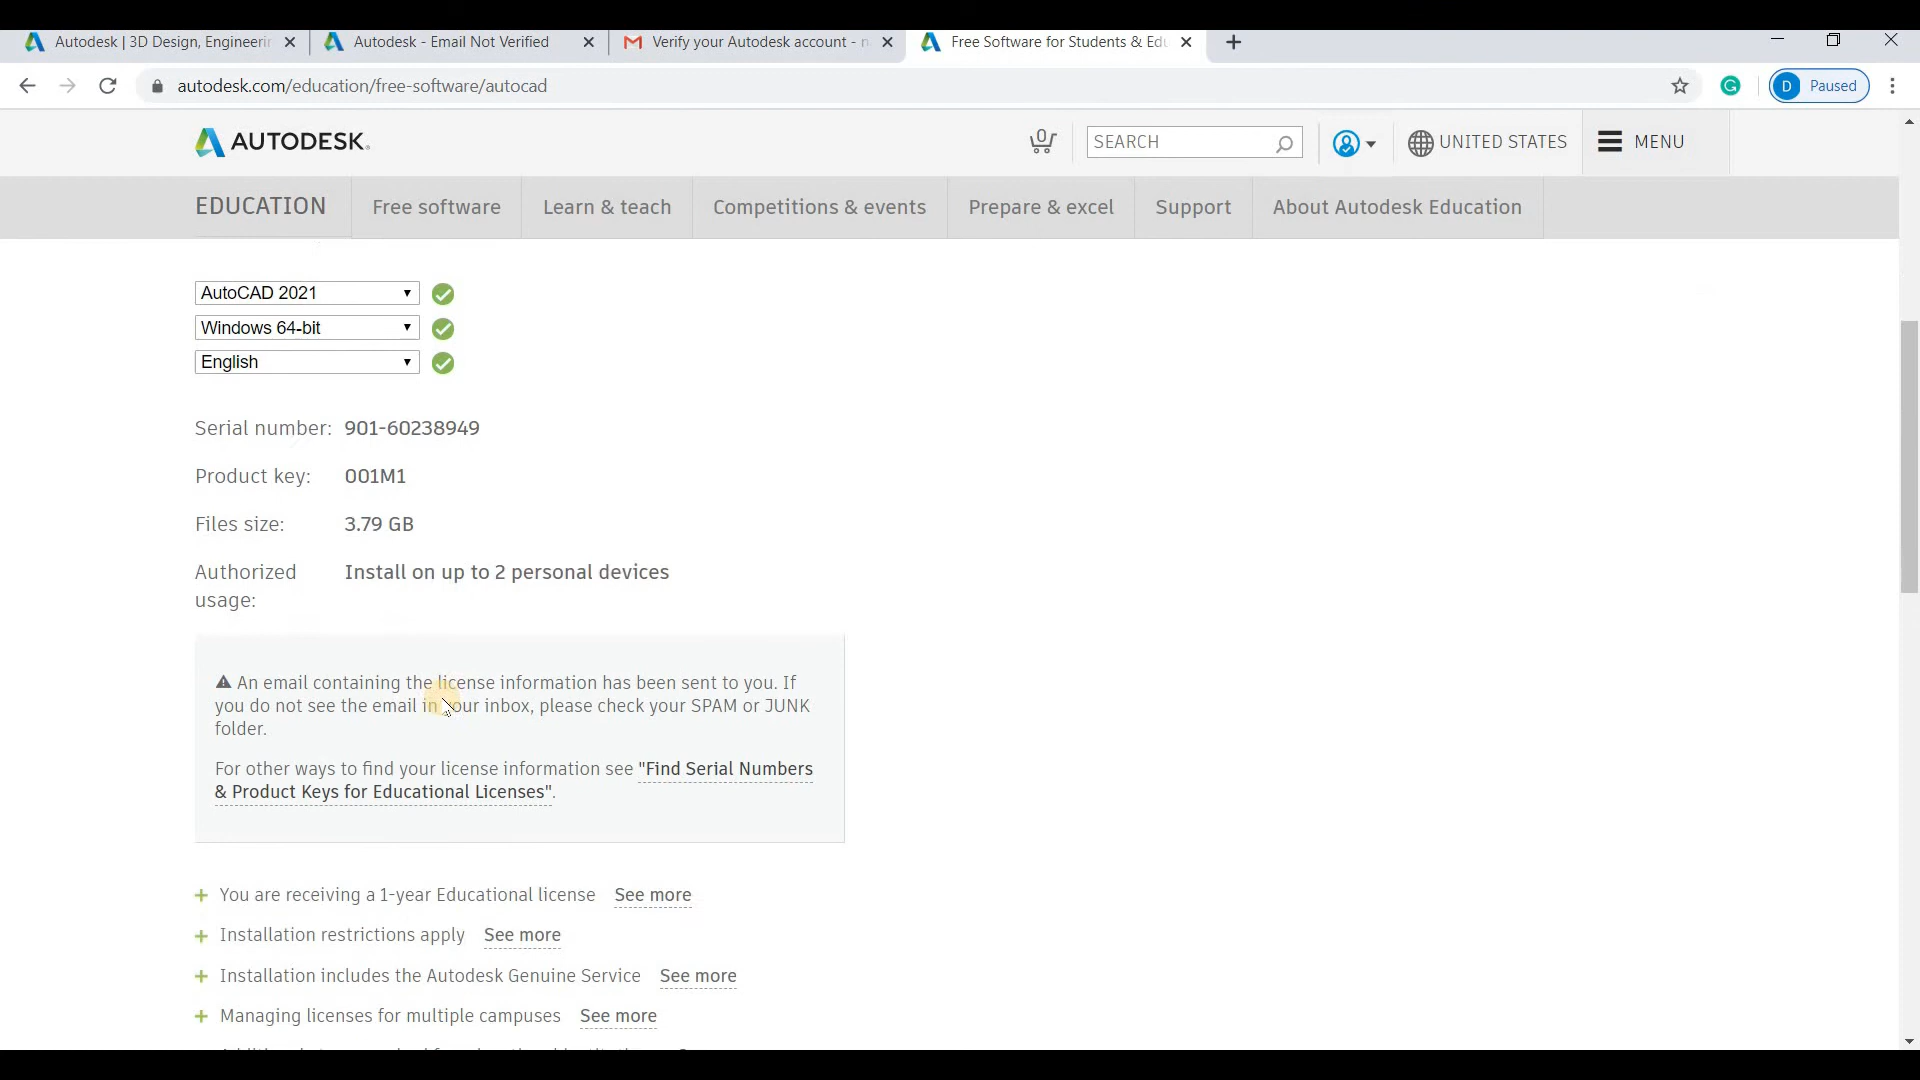 Autodesk | 3D Design, Engineerin
Autodesk - Email Not Verified
Verify your Autodesk account -
Free Software for Students & Edu
autodesk.com/education/free-software/autocad
D Paused
AUTODESK.
0
SEARCH
UNITED STATES
MENU
EDUCATION
Free software
Learn & teach
Competitions & events
Prepare & excel
Support
About Autodesk Education
AutoCAD 2021
Windows 64-bit
English
Serial number: 901-60238949
Product key: 001M1
Files size: 3.79 GB
Authorized usage: Install on up to 2 personal devices
An email containing the license information has been sent to you. If
you do not see the email in your inbox, please check your SPAM or JUNK
folder.
For other ways to find your license information see "Find Serial Numbers
& Product Keys for Educational Licenses".
+ You are receiving a 1-year Educational license See more
+ Installation restrictions apply See more
+ Installation includes the Autodesk Genuine Service See more
+ Managing licenses for multiple campuses See more